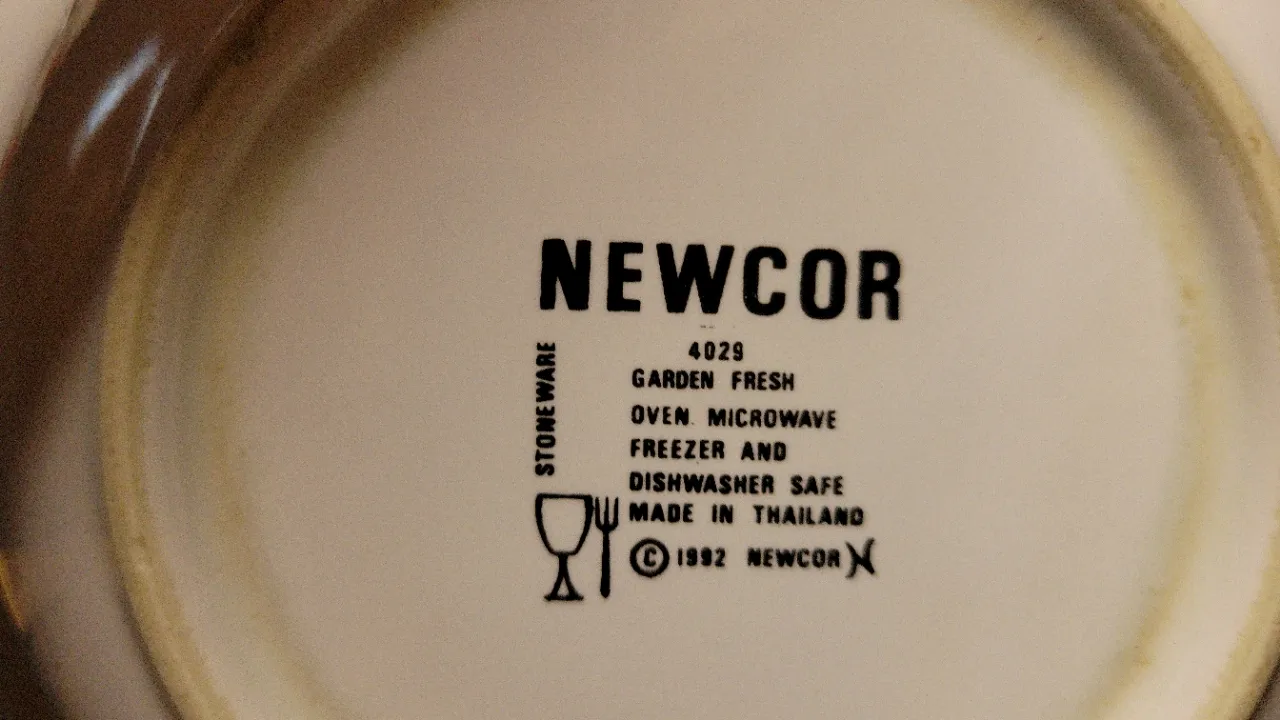 NEWCOR
STONEWARE
4029
GARDEN FRESH
OVEN MICROWAVE
FREEZER AND
DISHWASHER SAFE
MADE IN THAILAND
© 1992 NEWCOR